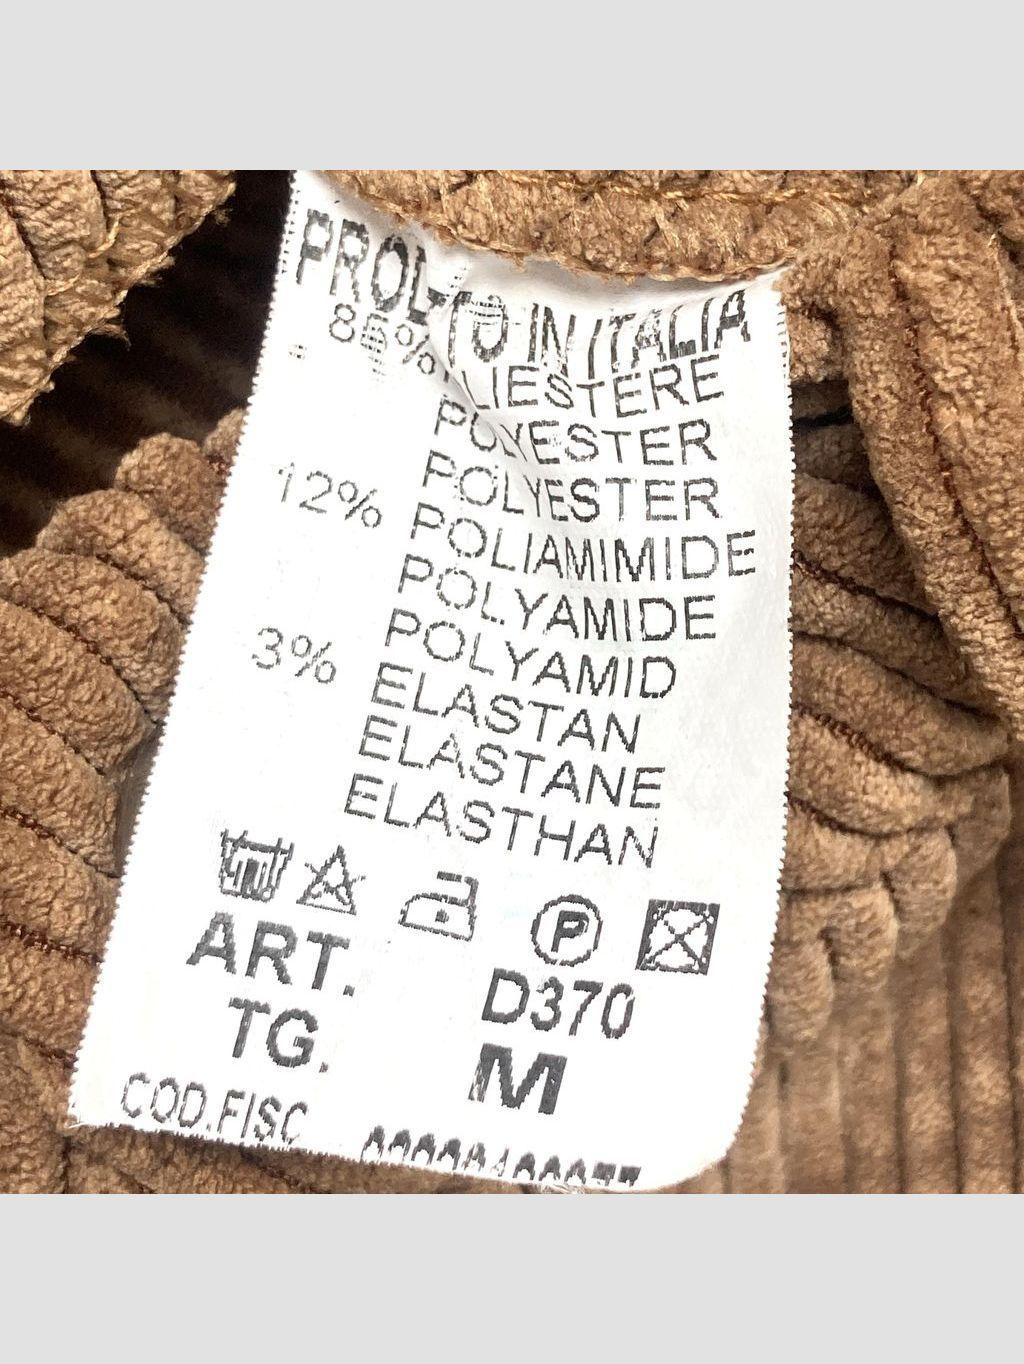 PRODOTTO IN ITALIA
85% POLIESTERE
POLYESTER
POLYESTER
12% POLIAMIMIDE
POLYAMIDE
POLYAMID
3% ELASTAN
ELASTANE
ELASTHAN
P
ART. D370
TG. M
COD.FISC